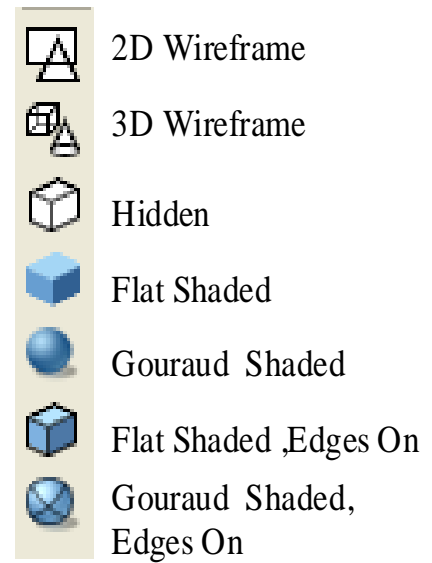 2D Wireframe
3D Wireframe
Hidden
Flat Shaded
Gouraud Shaded
Flat Shaded ,Edges On
Gouraud Shaded,
Edges On